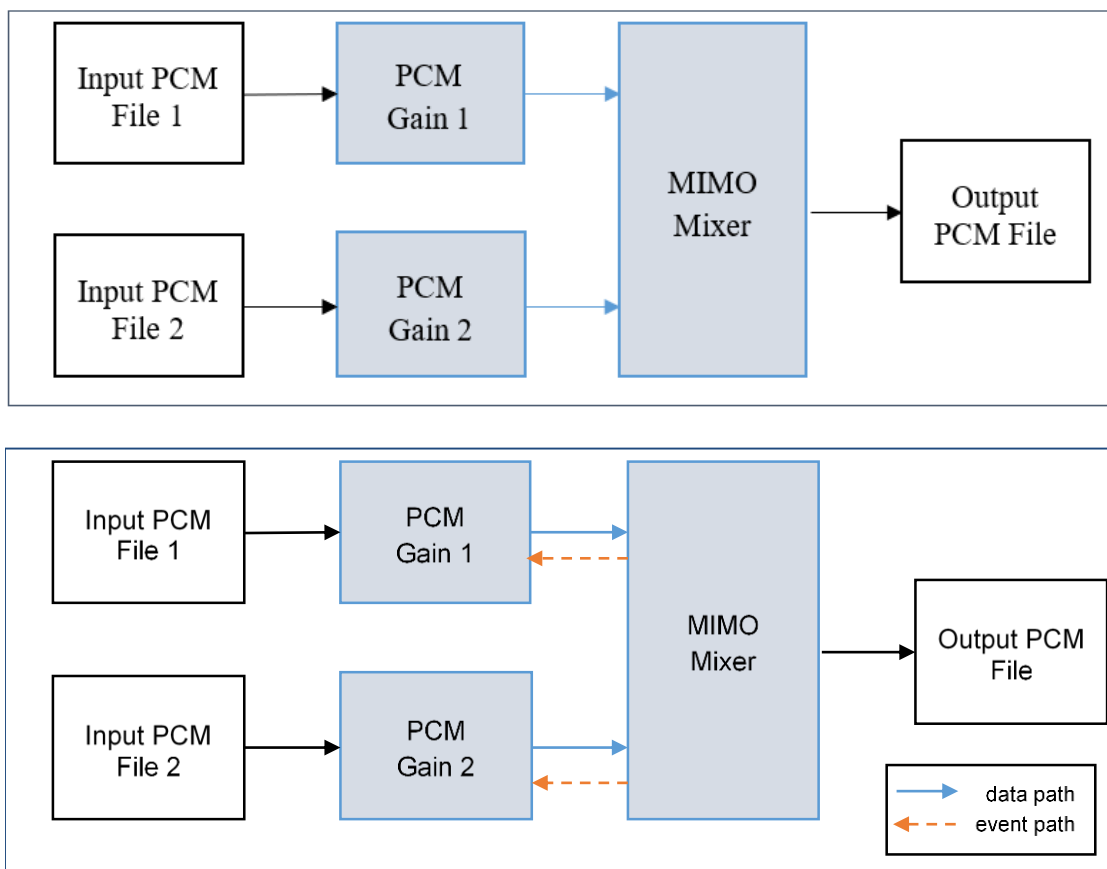 Input PCM
File 1
PCM
Gain 1
MIMO
Mixer
Output
PCM File
Input PCM
File 2
PCM
Gain 2
Input PCM
File 1
PCM
Gain 1
MIMO
Mixer
Output PCM
File
Input PCM
File 2
PCM
Gain 2
data path
event path